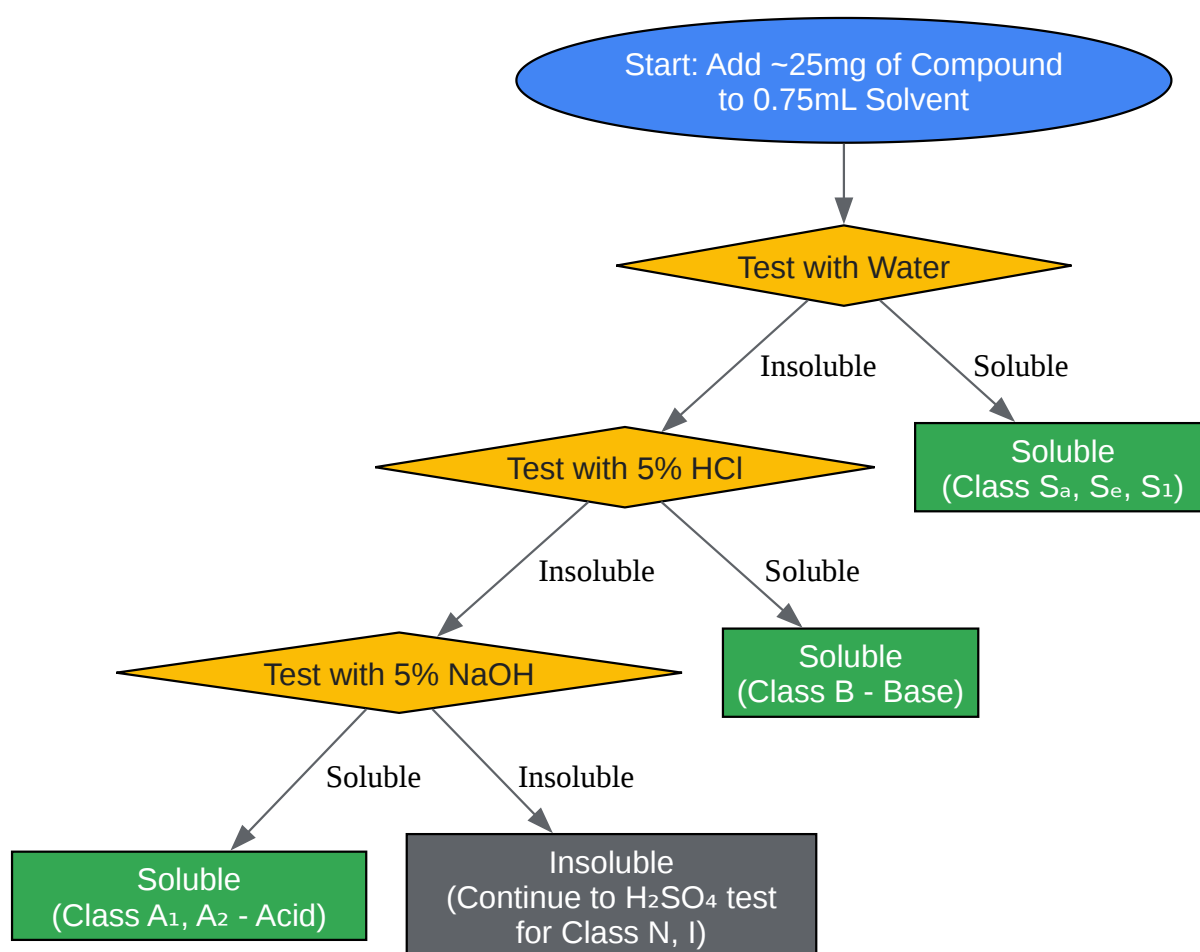 Start: Add ~25mg of Compound
to 0.75mL Solvent
Test with Water
Insoluble
Soluble
Test with 5% HCl
Soluble
(Class Sₐ, Sₑ, S₁)
Insoluble
Soluble
Test with 5% NaOH
Soluble
(Class B - Base)
Soluble
Insoluble
Soluble
(Class A₁, A₂ - Acid)
Insoluble
(Continue to H₂SO₄ test
for Class N, I)